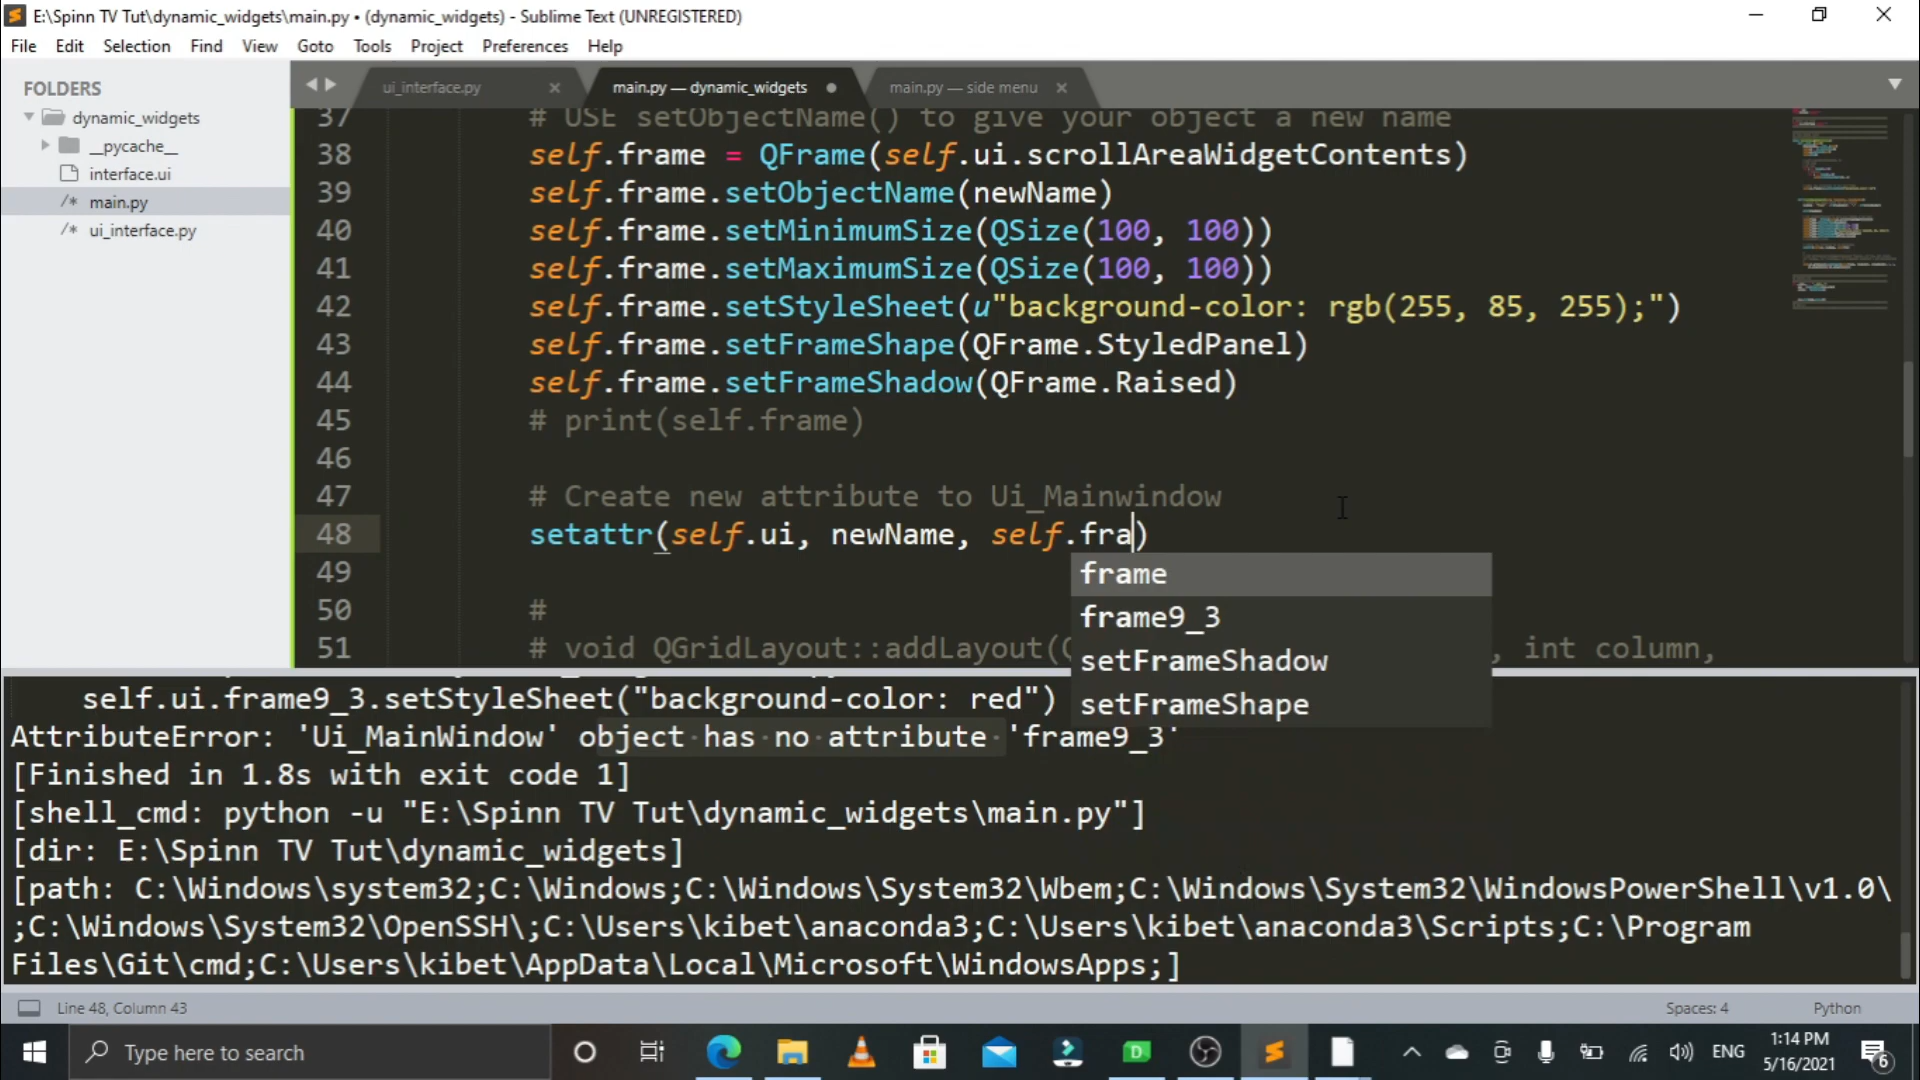 E:\Spinn TV Tut\dynamic_widgets\main.py • (dynamic_widgets) - Sublime Text (UNREGISTERED)
File Edit Selection Find View Goto Tools Project Preferences Help
FOLDERS
dynamic_widgets
__pycache__
interface.ui
/* main.py
/* ui_interface.py
ui_interface.py × main.py — dynamic_widgets • main.py — side menu ×
37 # USE setObjectName() to give your object a new name
38 self.frame = QFrame(self.ui.scrollAreaWidgetContents)
39 self.frame.setObjectName(newName)
40 self.frame.setMinimumSize(QSize(100, 100))
41 self.frame.setMaximumSize(QSize(100, 100))
42 self.frame.setStyleSheet(u"background-color: rgb(255, 85, 255);")
43 self.frame.setFrameShape(QFrame.StyledPanel)
44 self.frame.setFrameShadow(QFrame.Raised)
45 # print(self.frame)
46
47 # Create new attribute to Ui_Mainwindow
48 setattr(self.ui, newName, self.fra)
49
50 #
51 # void QGridLayout::addLayout( , int column,
frame
frame9_3
setFrameShadow
setFrameShape
self.ui.frame9_3.setStyleSheet("background-color: red")
AttributeError: 'Ui_MainWindow' object has no attribute 'frame9_3'
[Finished in 1.8s with exit code 1]
[shell_cmd: python -u "E:\Spinn TV Tut\dynamic_widgets\main.py"]
[dir: E:\Spinn TV Tut\dynamic_widgets]
[path: C:\Windows\system32;C:\Windows;C:\Windows\System32\Wbem;C:\Windows\System32\WindowsPowerShell\v1.0\
;C:\Windows\System32\OpenSSH\;C:\Users\kibet\anaconda3;C:\Users\kibet\anaconda3\Scripts;C:\Program
Files\Git\cmd;C:\Users\kibet\AppData\Local\Microsoft\WindowsApps;]
Line 48, Column 43 Spaces: 4 Python
Type here to search
ENG
1:14 PM
5/16/2021
6